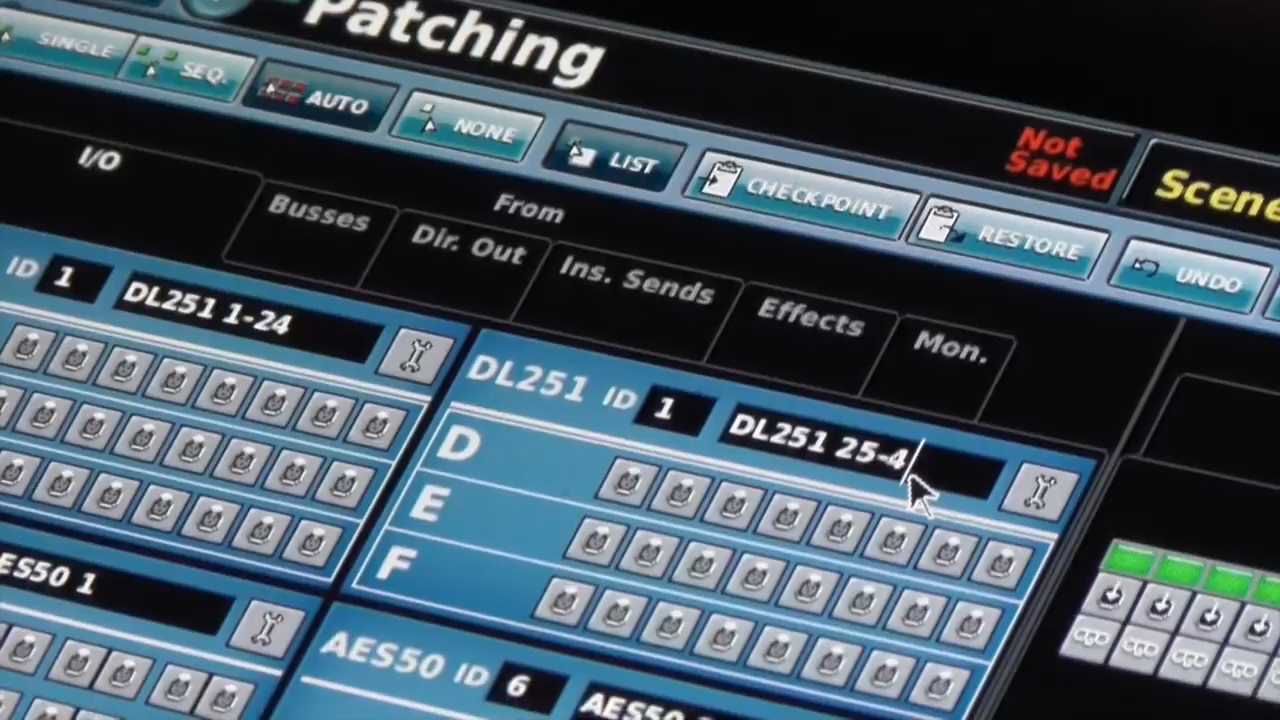 Patching
SINGLE
SEQ.
AUTO
NONE
LIST
CHECKPOINT
RESTORE
UNDO
Not
Saved
Scene
From
I/O
Busses
Dir. Out
Ins. Sends
Effects
Mon.
ID 1 DL251 1-24
DL251 ID 1 DL251 25-4
D
E
F
AES50 1
AES50 ID 6 AES50